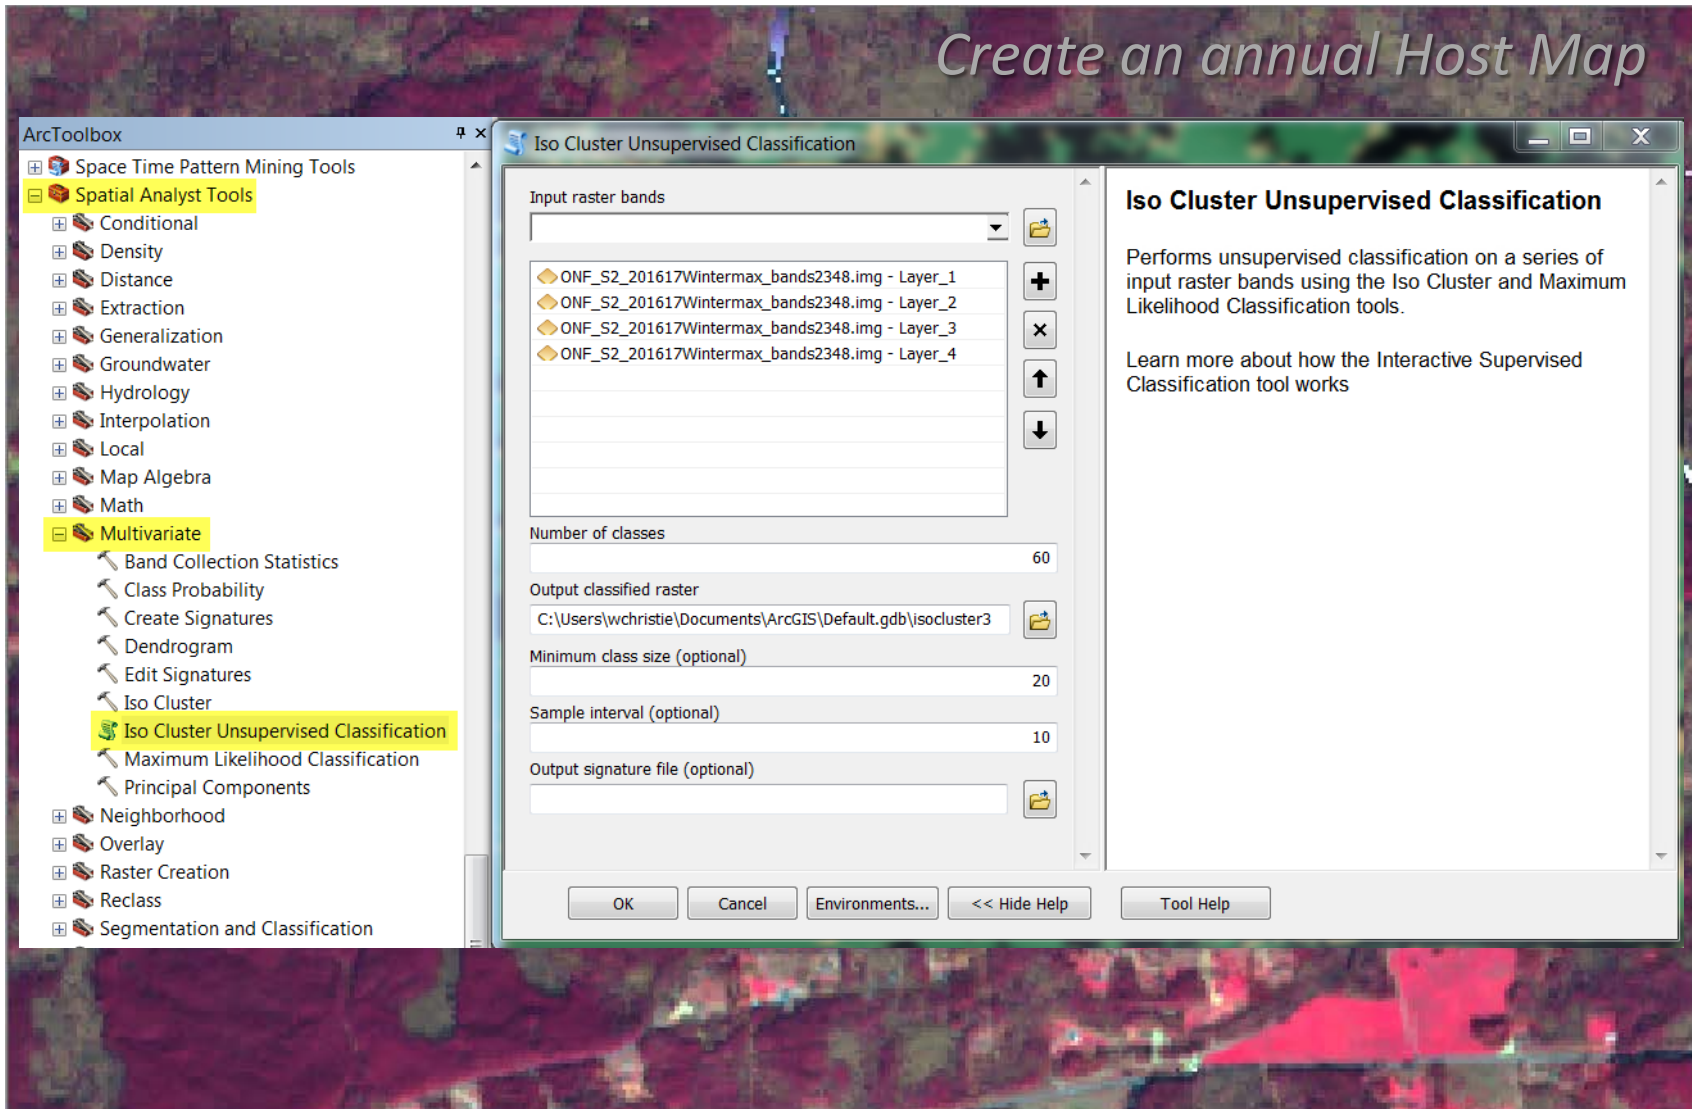 Create an annual Host Map
ArcToolbox
Space Time Pattern Mining Tools
Spatial Analyst Tools
Conditional
Density
Distance
Extraction
Generalization
Groundwater
Hydrology
Interpolation
Local
Map Algebra
Math
Multivariate
Band Collection Statistics
Class Probability
Create Signatures
Dendrogram
Edit Signatures
Iso Cluster
Iso Cluster Unsupervised Classification
Maximum Likelihood Classification
Principal Components
Neighborhood
Overlay
Raster Creation
Reclass
Segmentation and Classification
Iso Cluster Unsupervised Classification
Input raster bands
ONF_S2_201617Wintermax_bands2348.img - Layer_1
ONF_S2_201617Wintermax_bands2348.img - Layer_2
ONF_S2_201617Wintermax_bands2348.img - Layer_3
ONF_S2_201617Wintermax_bands2348.img - Layer_4
Number of classes
60
Output classified raster
C:\Users\wchristie\Documents\ArcGIS\Default.gdb\isocluster3
Minimum class size (optional)
20
Sample interval (optional)
10
Output signature file (optional)
OK
Cancel
Environments...
<< Hide Help
Iso Cluster Unsupervised Classification
Performs unsupervised classification on a series of
input raster bands using the Iso Cluster and Maximum
Likelihood Classification tools.
Learn more about how the Interactive Supervised
Classification tool works
Tool Help